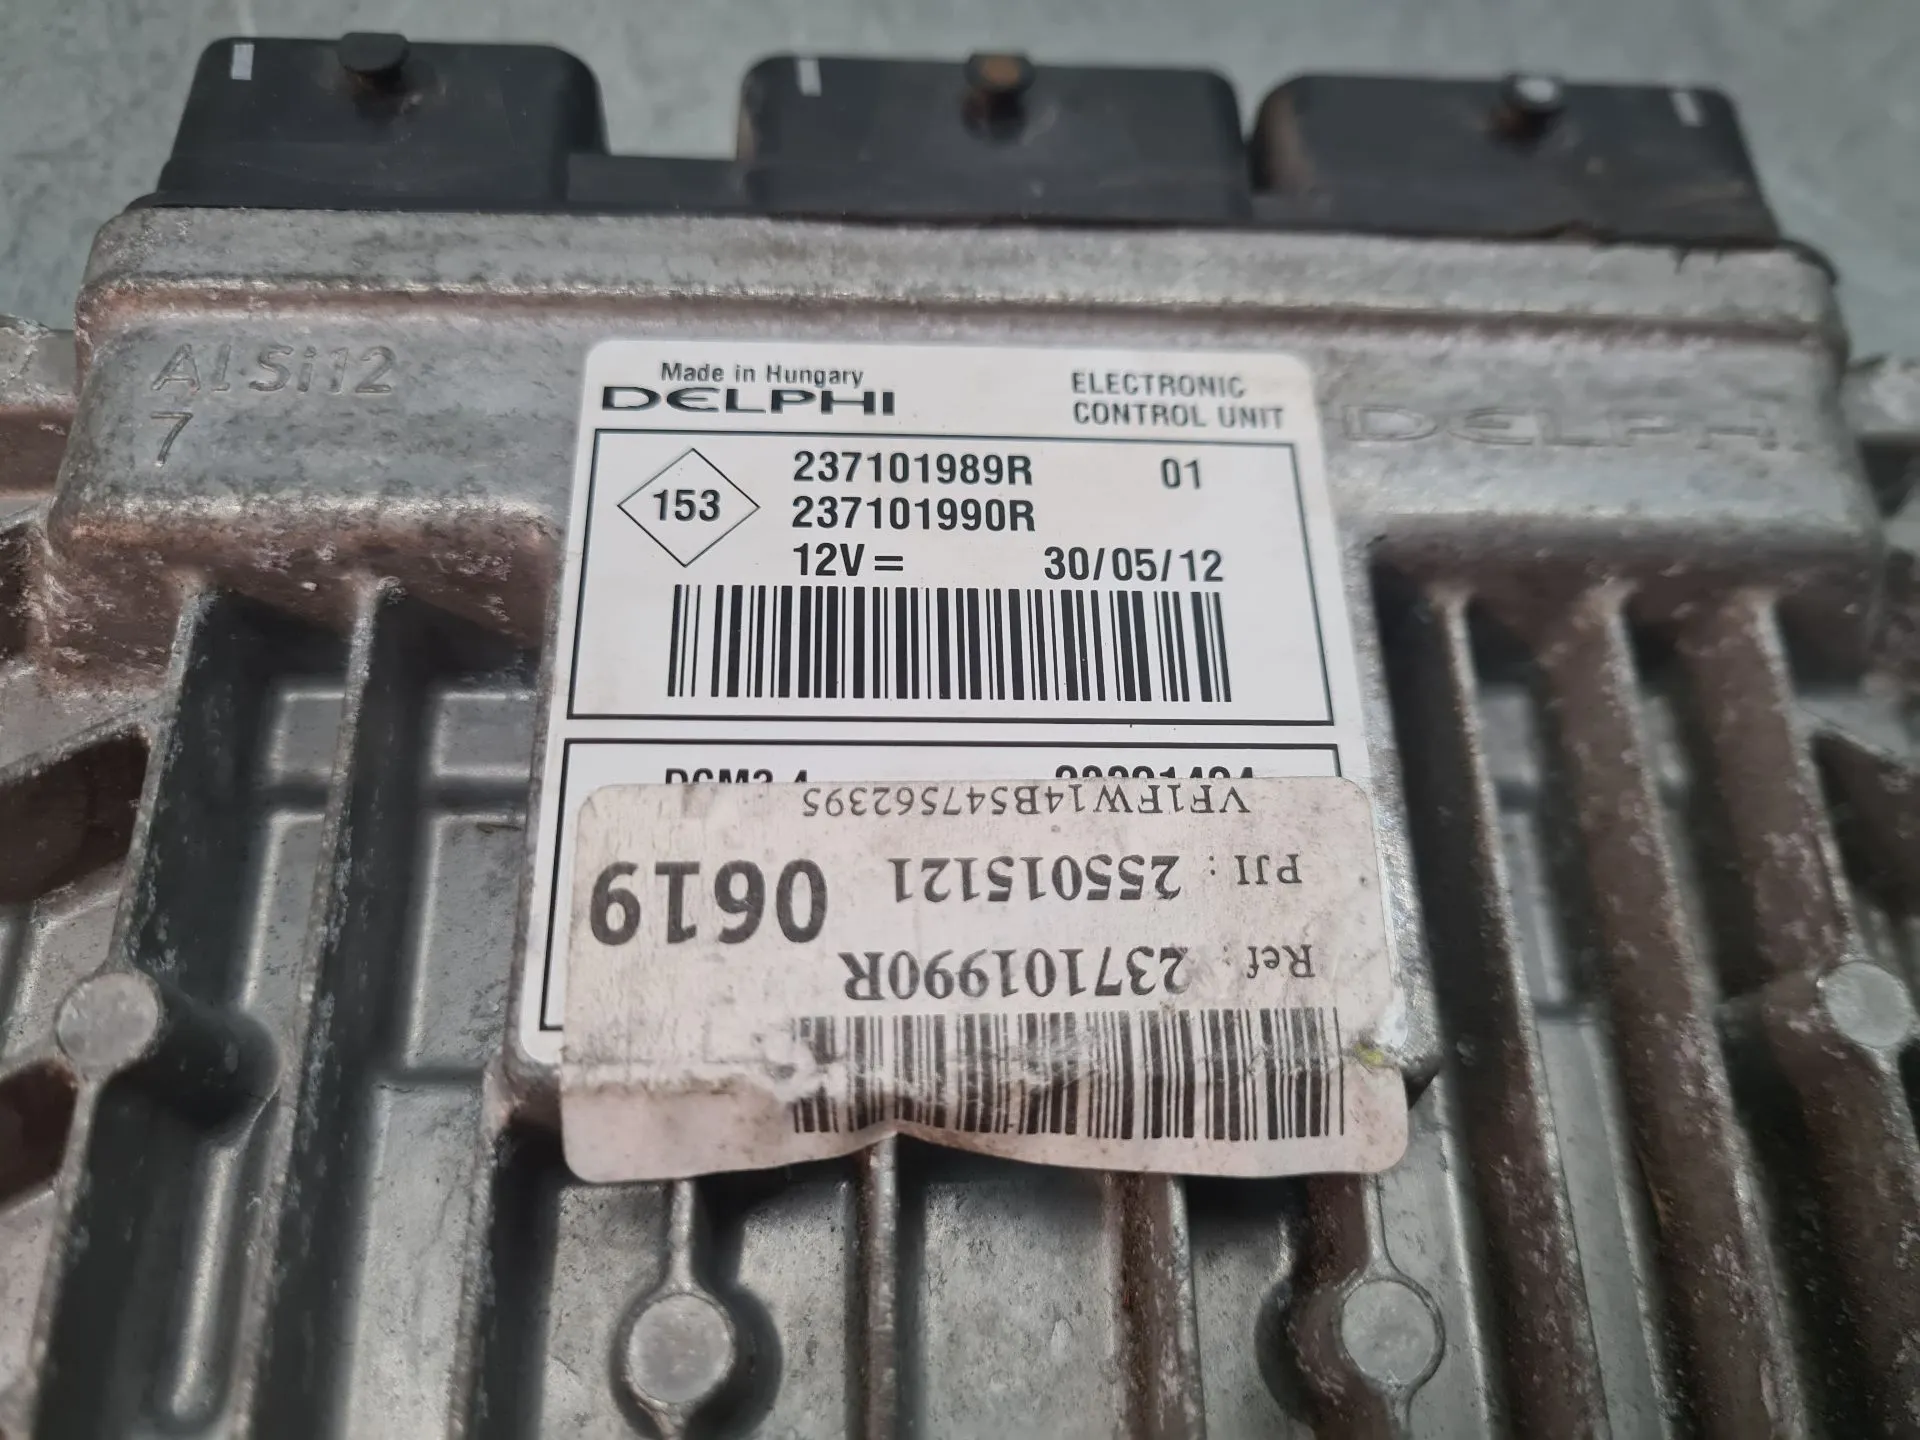 AlSi12
7
Made in Hungary
DELPHI
ELECTRONIC
CONTROL UNIT
DELPHI
153
237101989R 01
237101990R
12V= 30/05/12
VF1FW14B547562395
PJI : 255015121
0619
Ref : 237101990R